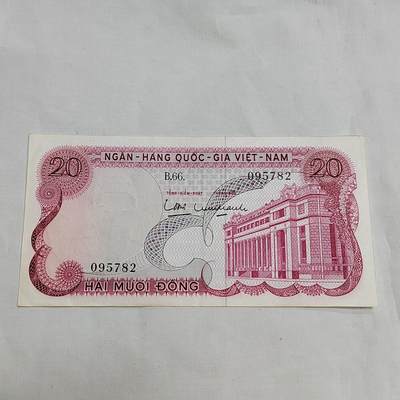 NGÂN-HÀNG QUỐC-GIA VIỆT-NAM
20
20
B.66.
095782
095782
HAI MƯƠI ĐỒNG